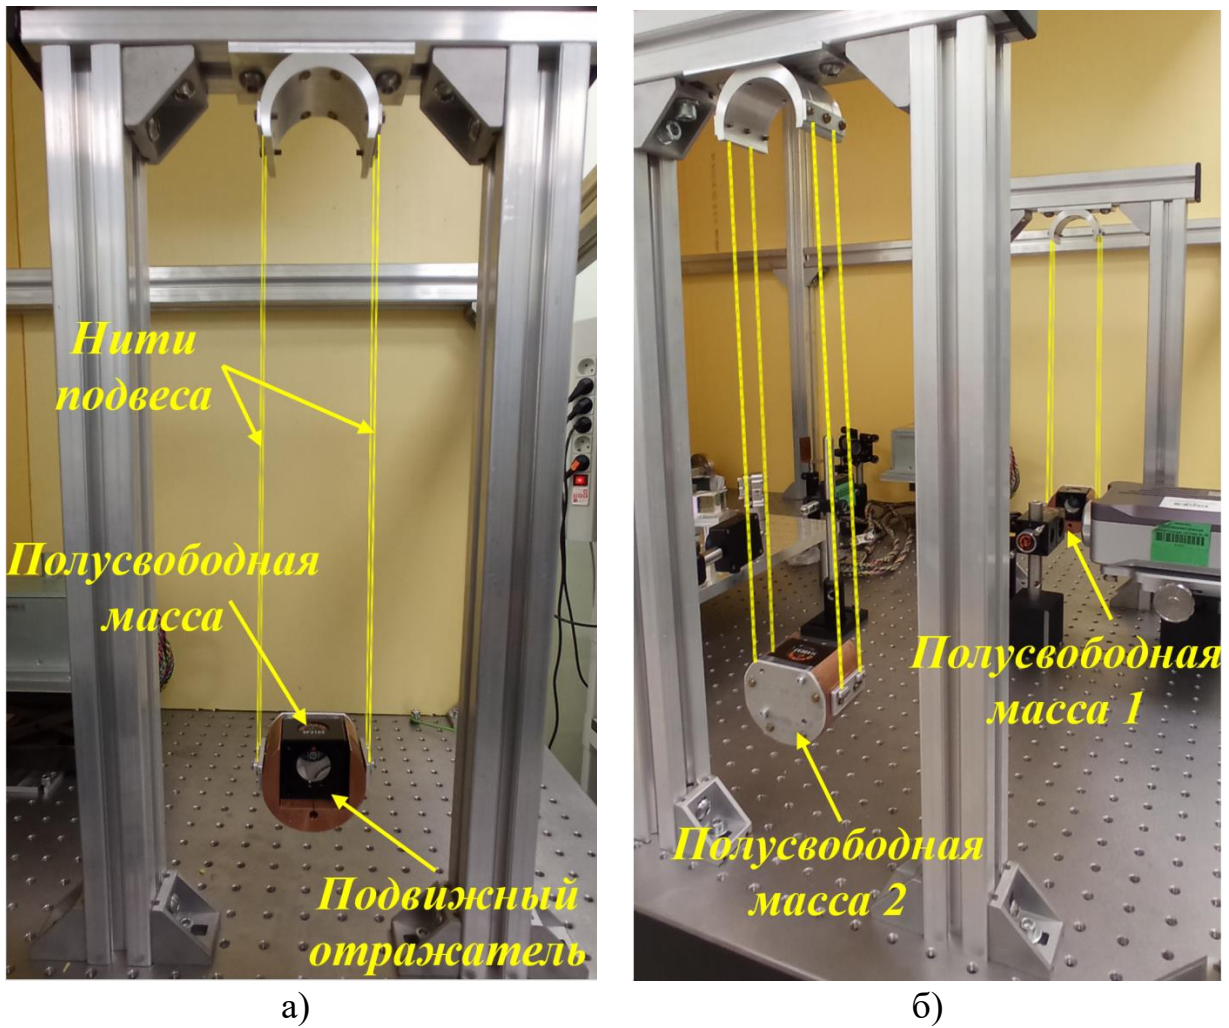 Нити
подвеса
Полусвободная
масса
Подвижный
отражатель
Полусвободная
масса 1
Полусвободная
масса 2
а)
б)